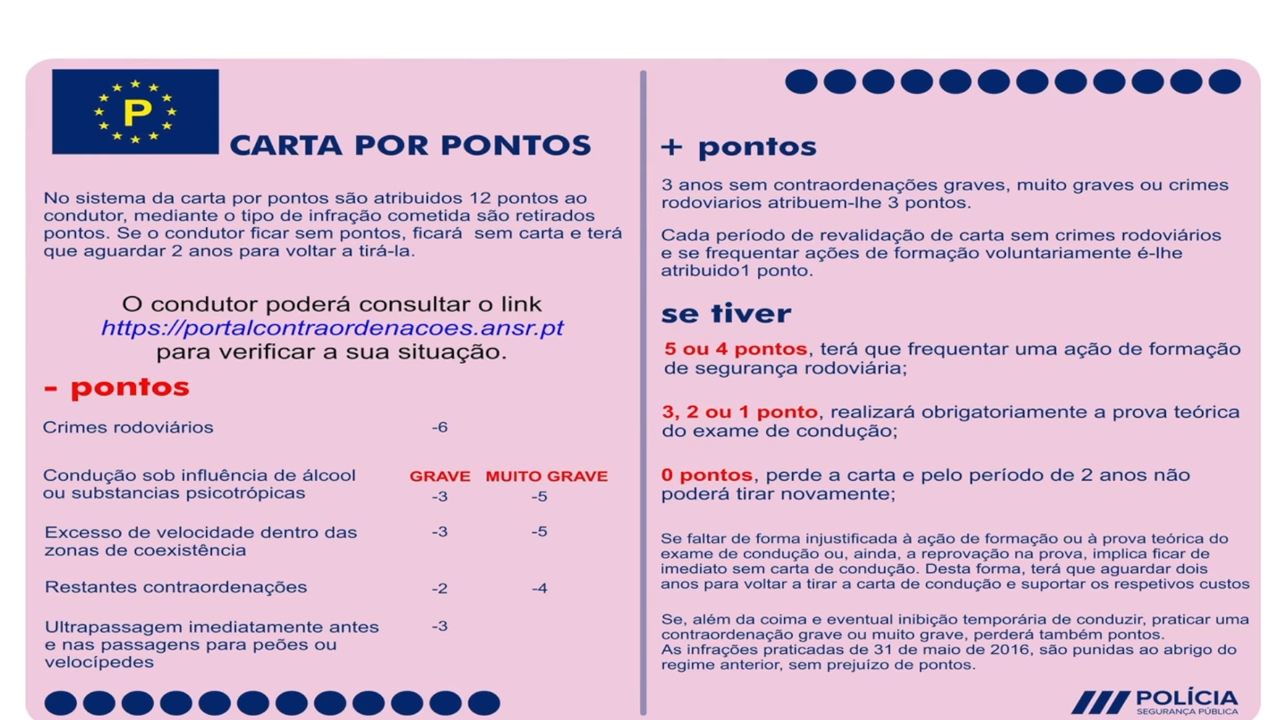 P
CARTA POR PONTOS
No sistema da carta por pontos são atribuidos 12 pontos ao
condutor, mediante o tipo de infração cometida são retirados
pontos. Se o condutor ficar sem pontos, ficará sem carta e terá
que aguardar 2 anos para voltar a tirá-la.
O condutor poderá consultar o link
https://portalcontraordenacoes.ansr.pt
para verificar a sua situação.
- pontos
Crimes rodoviários -6
Condução sob influência de álcool GRAVE MUITO GRAVE
ou substancias psicotrópicas -3 -5
Excesso de velocidade dentro das -3 -5
zonas de coexistência
Restantes contraordenações -2 -4
Ultrapassagem imediatamente antes -3
e nas passagens para peões ou
velocípedes
+ pontos
3 anos sem contraordenações graves, muito graves ou crimes
rodoviarios atribuem-lhe 3 pontos.
Cada período de revalidação de carta sem crimes rodoviários
e se frequentar ações de formação voluntariamente é-lhe
atribuido1 ponto.
se tiver
5 ou 4 pontos, terá que frequentar uma ação de formação
de segurança rodoviária;
3, 2 ou 1 ponto, realizará obrigatoriamente a prova teórica
do exame de condução;
0 pontos, perde a carta e pelo período de 2 anos não
poderá tirar novamente;
Se faltar de forma injustificada à ação de formação ou à prova teórica do
exame de condução ou, ainda, a reprovação na prova, implica ficar de
imediato sem carta de condução. Desta forma, terá que aguardar dois
anos para voltar a tirar a carta de condução e suportar os respetivos custos
Se, além da coima e eventual inibição temporária de conduzir, praticar uma
contraordenação grave ou muito grave, perderá também pontos.
As infrações praticadas de 31 de maio de 2016, são punidas ao abrigo do
regime anterior, sem prejuízo de pontos.
POLÍCIA
SEGURANÇA PÚBLICA